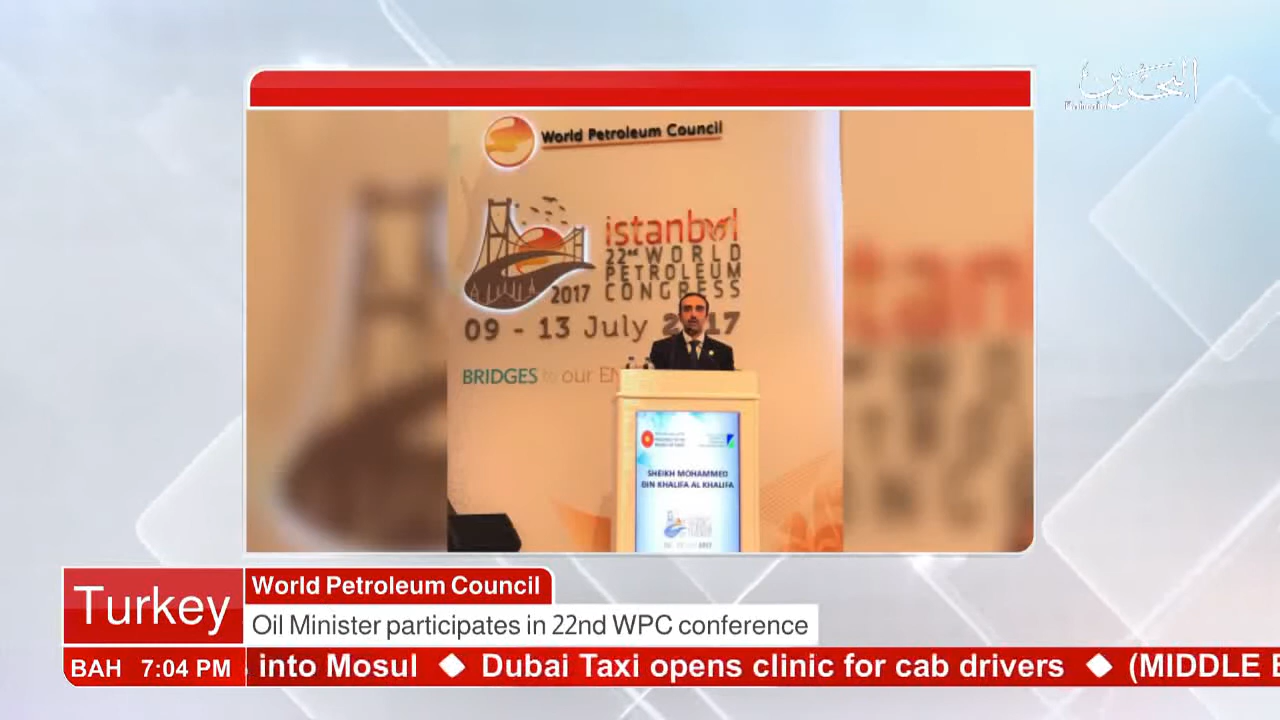 البحرين
Bahrain
World Petroleum Council
istanbul
22nd WORLD
PETROLEUM
CONGRESS
2017
09 - 13 July 2017
BRIDGES to our EN
SHEIKH MOHAMMED
BIN KHALIFA AL KHALIFA
Turkey
World Petroleum Council
Oil Minister participates in 22nd WPC conference
BAH 7:04 PM
into Mosul ◆ Dubai Taxi opens clinic for cab drivers ◆ (MIDDLE E